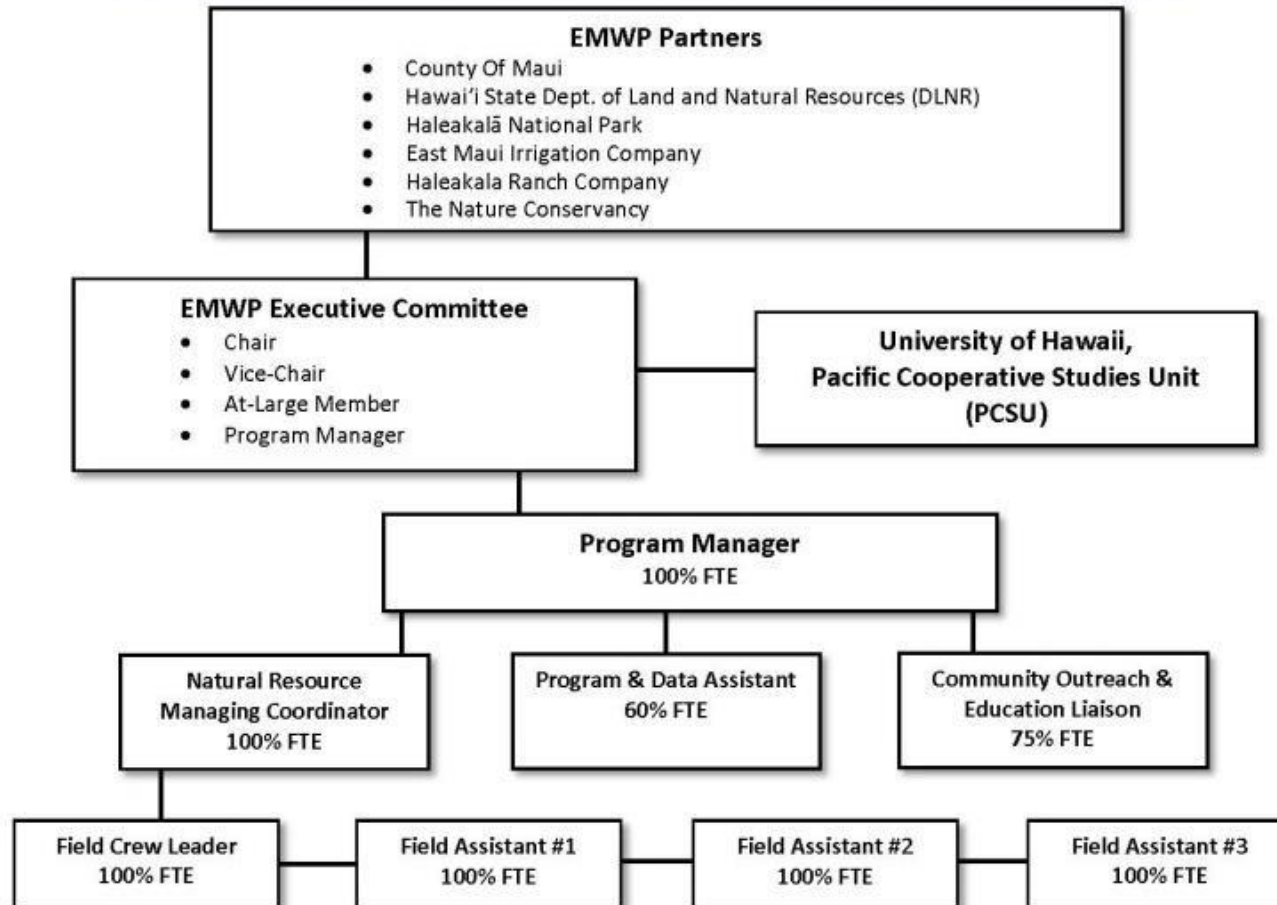 EMWP Partners
• County Of Maui
• Hawai‘i State Dept. of Land and Natural Resources (DLNR)
• Haleakalā National Park
• East Maui Irrigation Company
• Haleakala Ranch Company
• The Nature Conservancy
EMWP Executive Committee
• Chair
• Vice-Chair
• At-Large Member
• Program Manager
University of Hawaii,
Pacific Cooperative Studies Unit
(PCSU)
Program Manager
100% FTE
Natural Resource
Managing Coordinator
100% FTE
Program & Data Assistant
60% FTE
Community Outreach &
Education Liaison
75% FTE
Field Crew Leader
100% FTE
Field Assistant #1
100% FTE
Field Assistant #2
100% FTE
Field Assistant #3
100% FTE